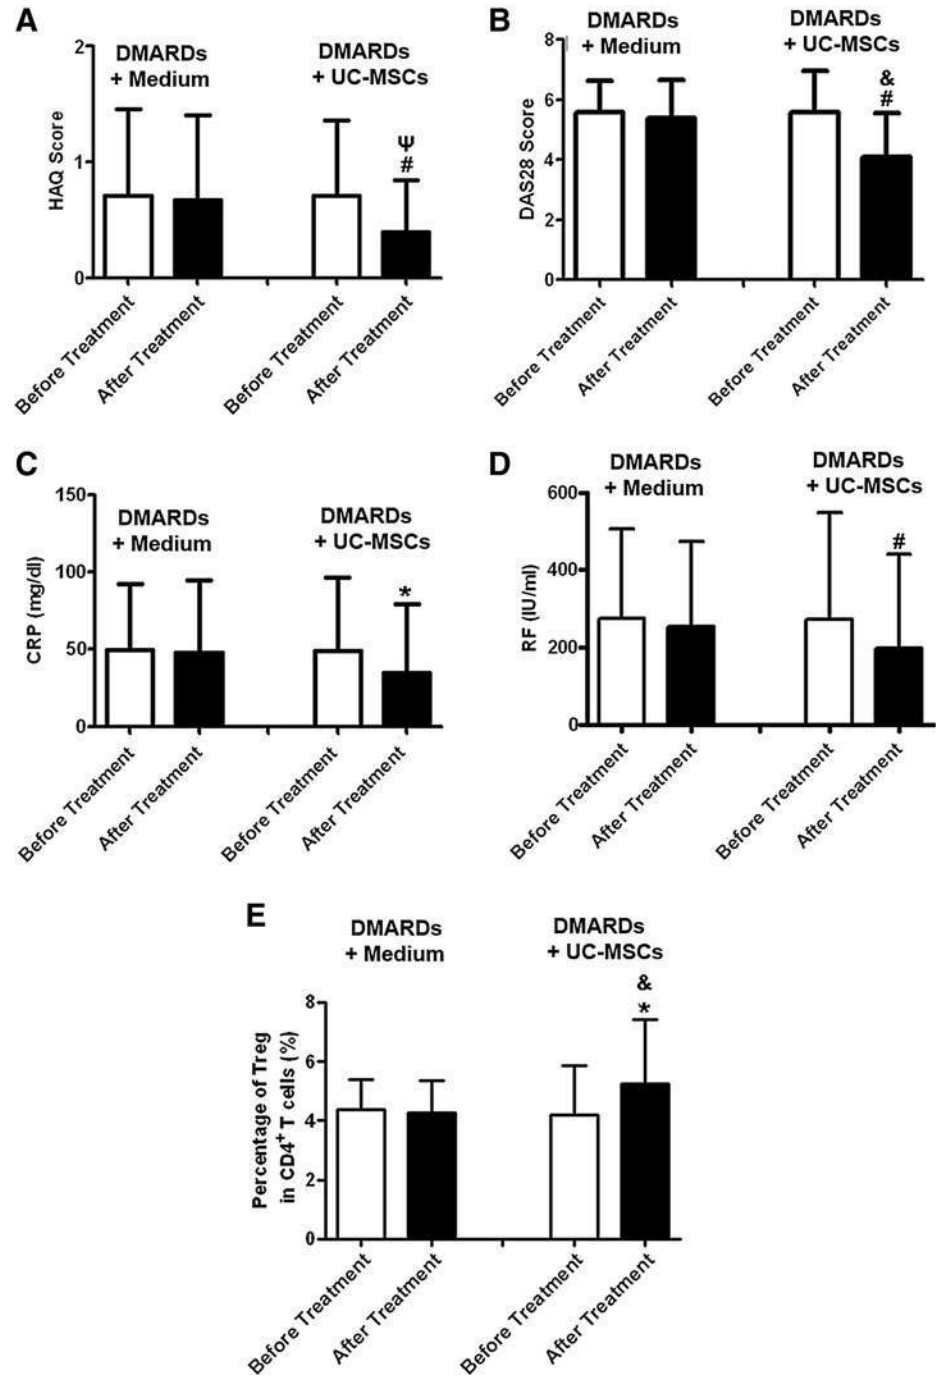 A
DMARDs
+ Medium
DMARDs
+ UC-MSCs
HAQ Score
2
1
0
Ψ
#
Before Treatment
After Treatment
Before Treatment
After Treatment
B
DMARDs
+ Medium
DMARDs
+ UC-MSCs
DAS28 Score
8
6
4
2
0
&
#
Before Treatment
After Treatment
Before Treatment
After Treatment
C
DMARDs
+ Medium
DMARDs
+ UC-MSCs
CRP (mg/dl)
150
100
50
0
*
Before Treatment
After Treatment
Before Treatment
After Treatment
D
DMARDs
+ Medium
DMARDs
+ UC-MSCs
RF (IU/ml)
600
400
200
0
#
Before Treatment
After Treatment
Before Treatment
After Treatment
E
DMARDs
+ Medium
DMARDs
+ UC-MSCs
Percentage of Treg
in CD4⁺ T cells (%)
8
6
4
2
0
&
*
Before Treatment
After Treatment
Before Treatment
After Treatment